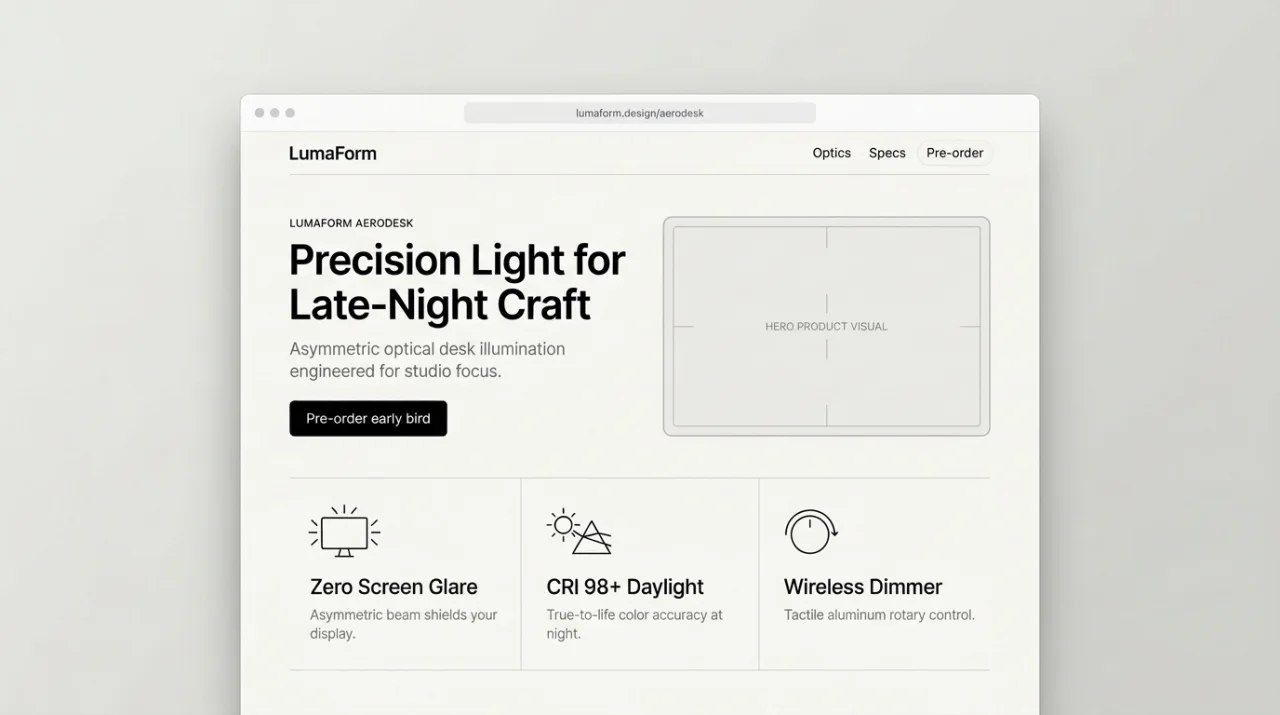 lumaform.design/aerodesk
LumaForm
Optics Specs Pre-order
LUMAFORM AERODESK
Precision Light for
Late-Night Craft
Asymmetric optical desk illumination
engineered for studio focus.
Pre-order early bird
HERO PRODUCT VISUAL
Zero Screen Glare
Asymmetric beam shields your
display.
CRI 98+ Daylight
True-to-life color accuracy at
night.
Wireless Dimmer
Tactile aluminum rotary control.